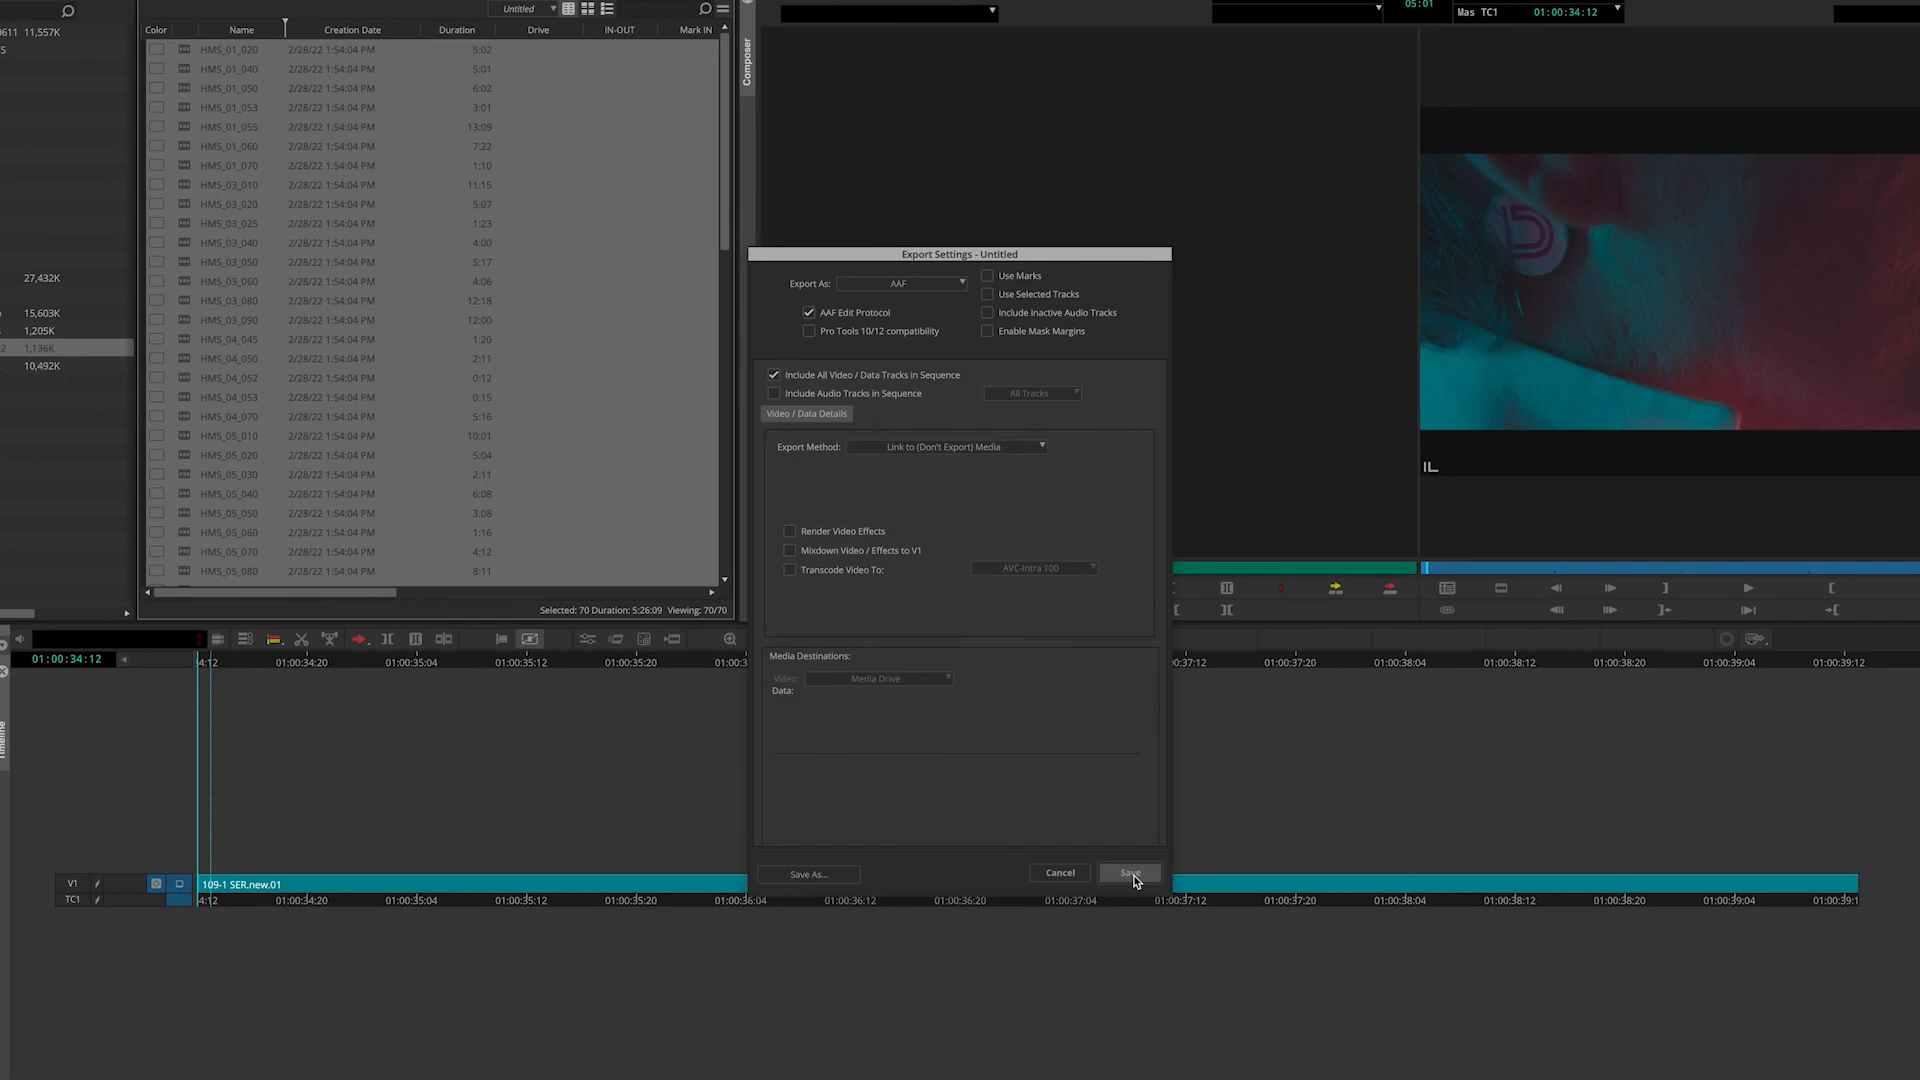 Untitled
05:01
Mas TC1 01:00:34:12
0611 11,557K
S
Color Name Creation Date Duration Drive IN-OUT Mark IN
HMS_01_020 2/28/22 1:54:04 PM 5:02
HMS_01_040 2/28/22 1:54:04 PM 5:01
HMS_01_050 2/28/22 1:54:04 PM 6:02
HMS_01_053 2/28/22 1:54:04 PM 3:01
HMS_01_055 2/28/22 1:54:04 PM 13:09
HMS_01_060 2/28/22 1:54:04 PM 7:22
HMS_01_070 2/28/22 1:54:04 PM 1:10
HMS_03_010 2/28/22 1:54:04 PM 11:15
HMS_03_020 2/28/22 1:54:04 PM 5:07
HMS_03_025 2/28/22 1:54:04 PM 1:23
HMS_03_040 2/28/22 1:54:04 PM 4:00
HMS_03_050 2/28/22 1:54:04 PM 5:17
HMS_03_060 2/28/22 1:54:04 PM 4:06
HMS_03_080 2/28/22 1:54:04 PM 12:18
HMS_03_090 2/28/22 1:54:04 PM 12:00
HMS_04_045 2/28/22 1:54:04 PM 1:20
HMS_04_050 2/28/22 1:54:04 PM 2:11
HMS_04_052 2/28/22 1:54:04 PM 0:12
HMS_04_053 2/28/22 1:54:04 PM 0:15
HMS_04_070 2/28/22 1:54:04 PM 5:16
HMS_05_010 2/28/22 1:54:04 PM 10:01
HMS_05_020 2/28/22 1:54:04 PM 5:04
HMS_05_030 2/28/22 1:54:04 PM 2:11
HMS_05_040 2/28/22 1:54:04 PM 6:08
HMS_05_050 2/28/22 1:54:04 PM 3:08
HMS_05_060 2/28/22 1:54:04 PM 1:16
HMS_05_070 2/28/22 1:54:04 PM 4:12
HMS_05_080 2/28/22 1:54:04 PM 8:11
27,432K
15,603K
1,205K
2 1,136K
10,492K
Selected: 70 Duration: 5:26:09 Viewing: 70/70
Composer
Export Settings - Untitled
Export As: AAF
Use Marks
Use Selected Tracks
AAF Edit Protocol
Include Inactive Audio Tracks
Pro Tools 10/12 compatibility
Enable Mask Margins
Include All Video / Data Tracks in Sequence
Include Audio Tracks in Sequence All Tracks
Video / Data Details
Export Method: Link to (Don't Export) Media
Render Video Effects
Mixdown Video / Effects to V1
Transcode Video To: AVC-Intra 100
Media Destinations:
Video: Media Drive
Data:
Save As...
Cancel
Save
IL
01:00:34:12
4:12 01:00:34:20 01:00:35:04 01:00:35:12 01:00:35:20 01:00:3
:37:12 01:00:37:20 01:00:38:04 01:00:38:12 01:00:38:20 01:00:39:04 01:00:39:12
Timeline
V1 109-1 SER.new.01
TC1 4:12 01:00:34:20 01:00:35:04 01:00:35:12 01:00:35:20 01:00:36:04 01:00:36:12 01:00:36:20 01:00:37:04 01:00:37:12 01:00:37:20 01:00:38:04 01:00:38:12 01:00:38:20 01:00:39:04 01:00:39:1